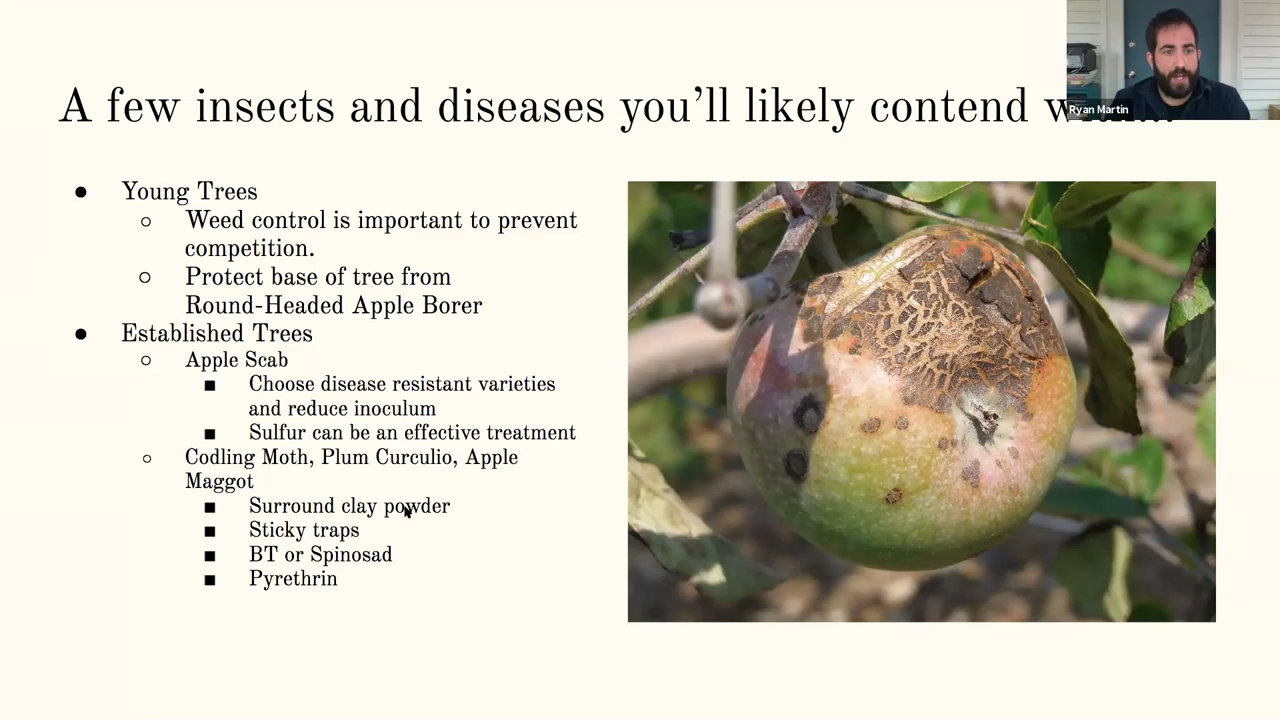 A few insects and diseases you'll likely contend
Ryan Martin
● Young Trees
○ Weed control is important to prevent
competition.
○ Protect base of tree from
Round-Headed Apple Borer
● Established Trees
○ Apple Scab
■ Choose disease resistant varieties
and reduce inoculum
■ Sulfur can be an effective treatment
○ Codling Moth, Plum Curculio, Apple
Maggot
■ Surround clay powder
■ Sticky traps
■ BT or Spinosad
■ Pyrethrin